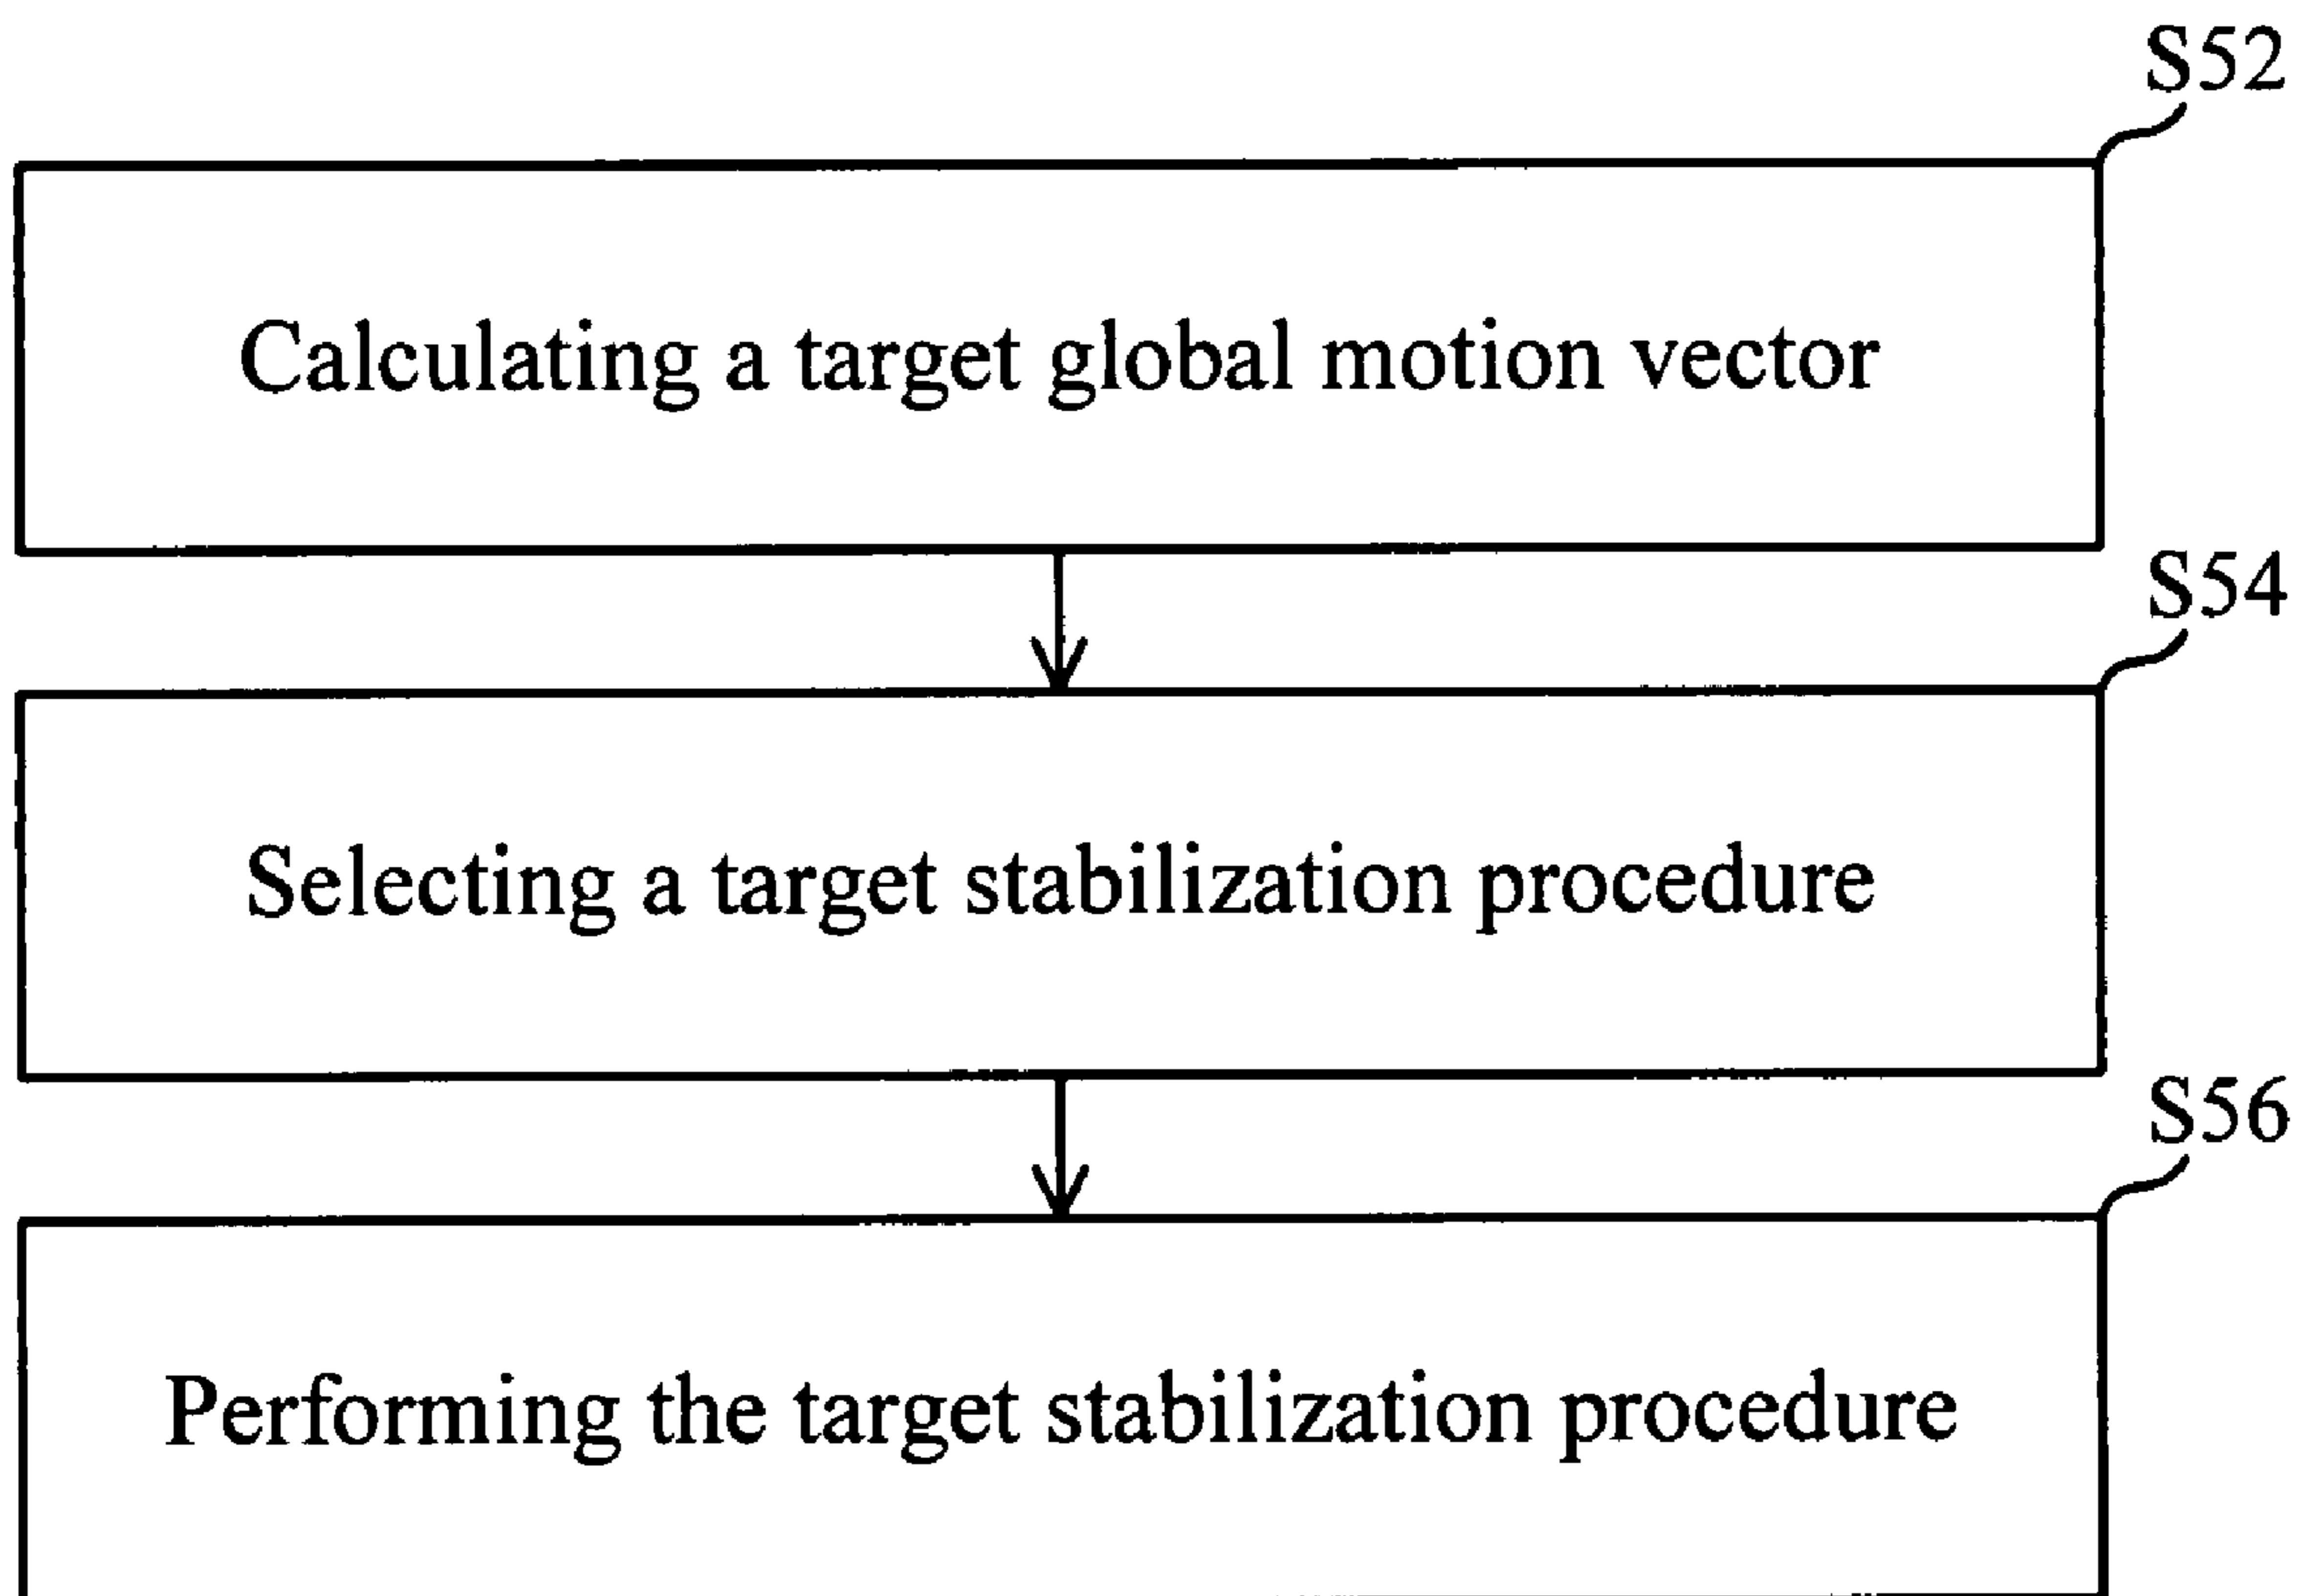 S52
Calculating a target global motion vector
S54
Selecting a target stabilization procedure
S56
Performing the target stabilization procedure